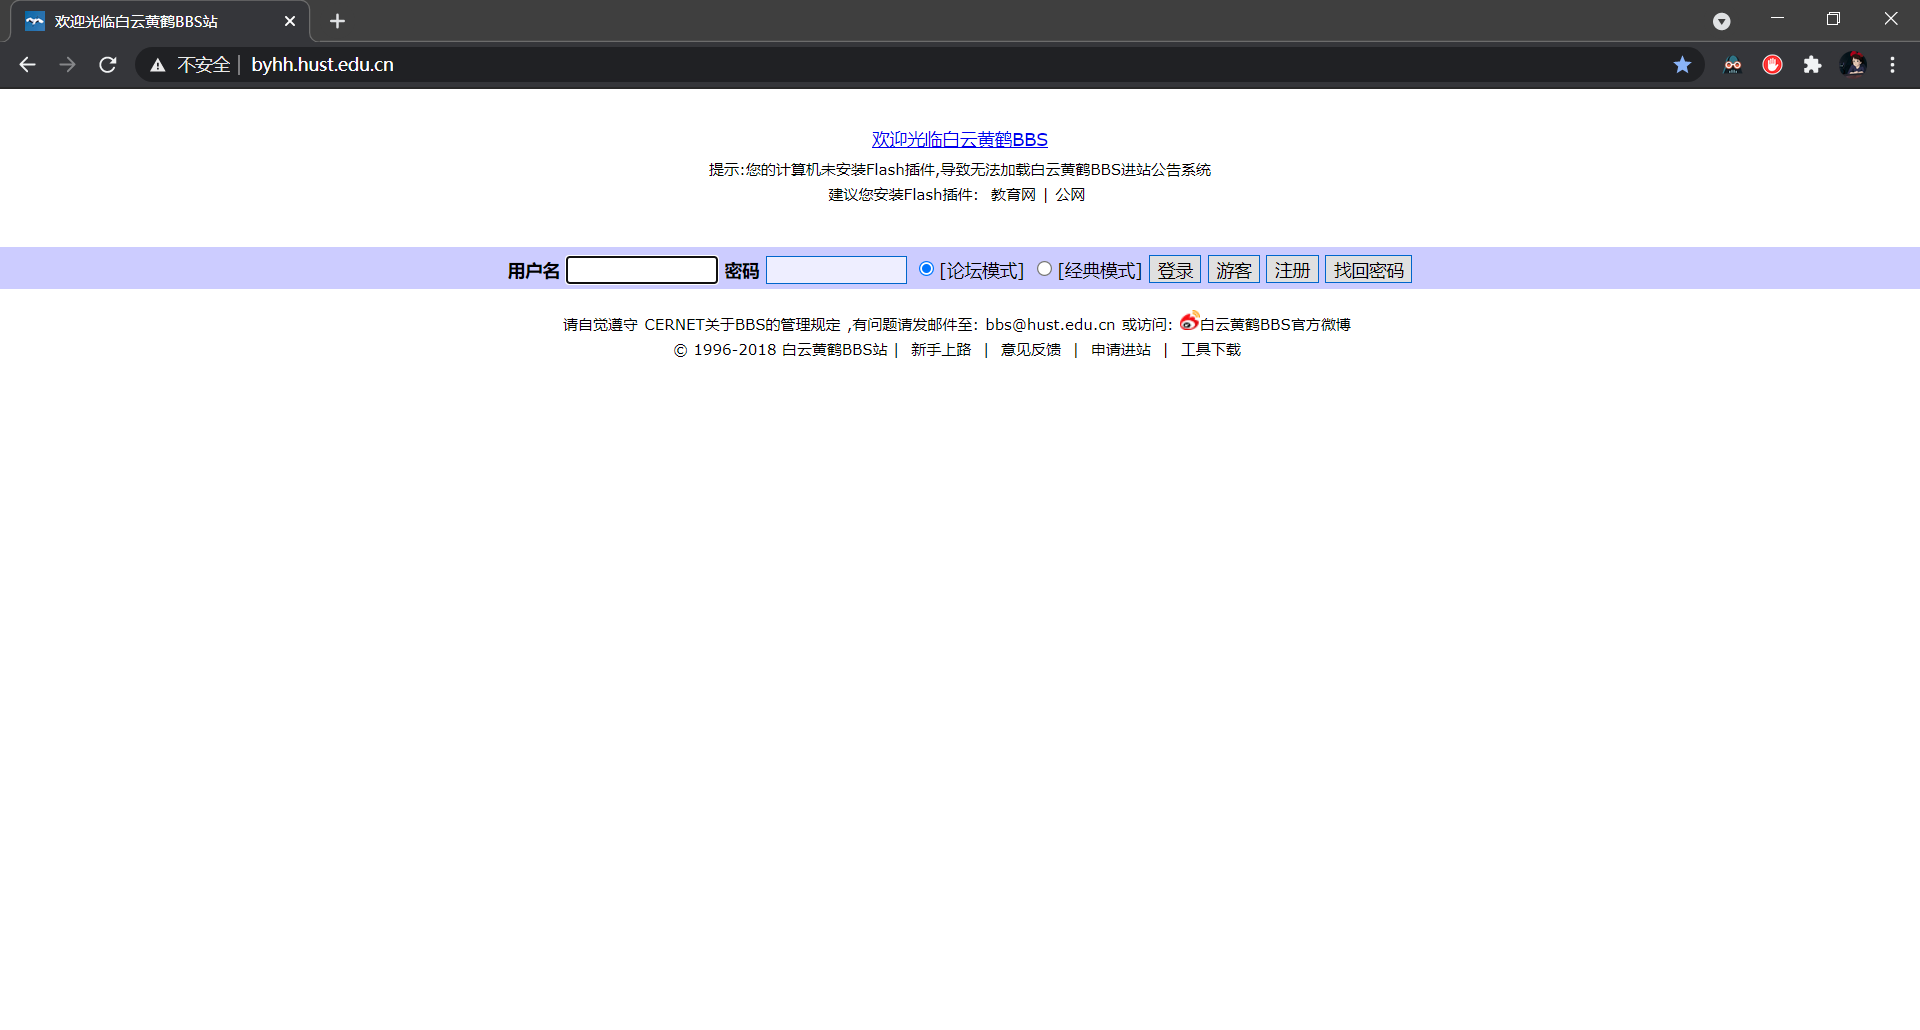 欢迎光临白云黄鹤BBS站
不安全 | byhh.hust.edu.cn
欢迎光临白云黄鹤BBS
提示:您的计算机未安装Flash插件,导致无法加载白云黄鹤BBS进站公告系统
建议您安装Flash插件: 教育网 | 公网
用户名 密码 [论坛模式] [经典模式] 登录 游客 注册 找回密码
请自觉遵守 CERNET关于BBS的管理规定 ,有问题请发邮件至: bbs@hust.edu.cn 或访问: 白云黄鹤BBS官方微博
© 1996-2018 白云黄鹤BBS站 | 新手上路 | 意见反馈 | 申请进站 | 工具下载